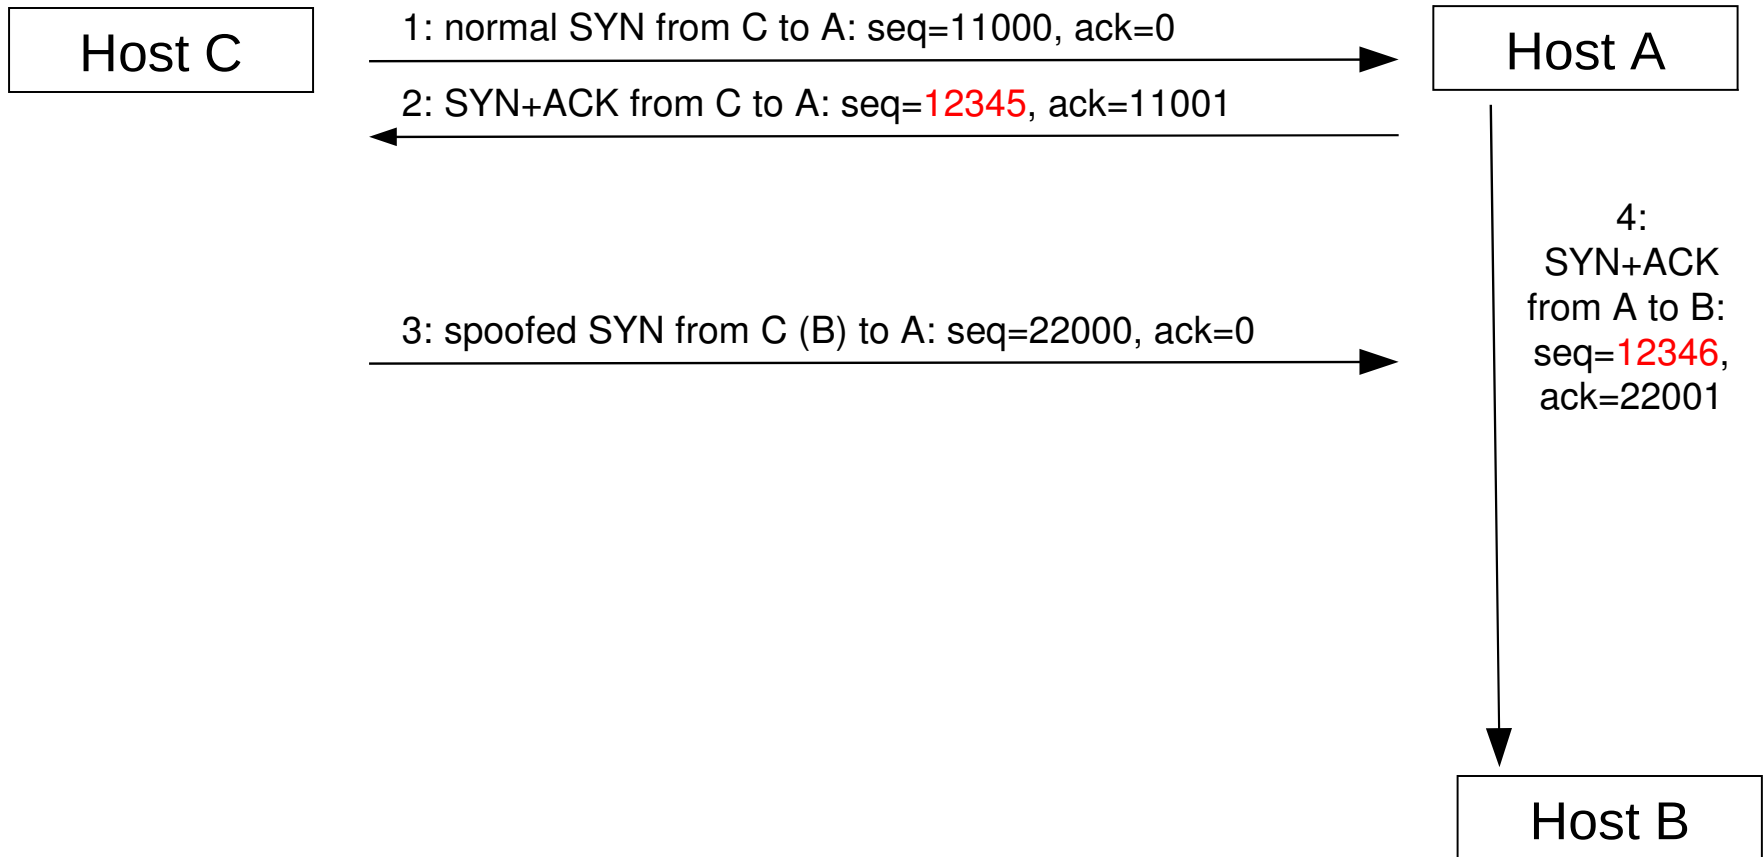 Host C
1: normal SYN from C to A: seq=11000, ack=0
Host A
2: SYN+ACK from C to A: seq=12345, ack=11001
4:
SYN+ACK
from A to B:
seq=12346,
ack=22001
3: spoofed SYN from C (B) to A: seq=22000, ack=0
Host B